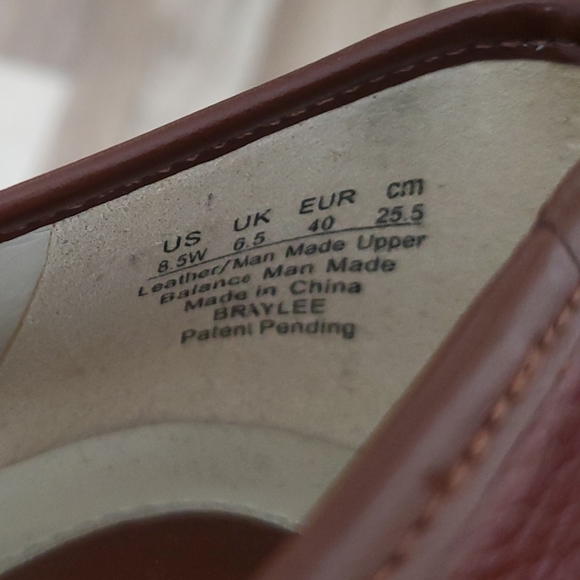 US UK EUR cm
8.5W 6.5 40 25.5
Leather/Man Made Upper
Balance Man Made
Made in China
BRAYLEE
Patent Pending